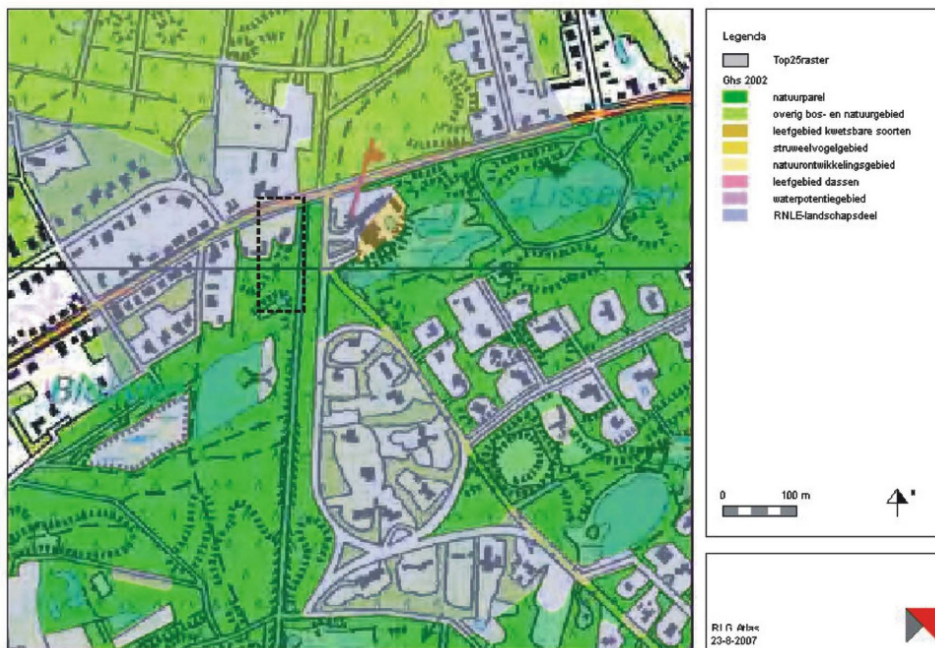 Lisseven
Legenda
Top25raster
Ghs 2002
natuurparel
overig bos- en natuurgebied
leefgebied kwetsbare soorten
struweelvogelgebied
natuurontwikkelingsgebied
leefgebied dassen
waterpotentiegebied
RNLE-landschapsdeel
0 100 m
RLG Atlas
23-8-2007